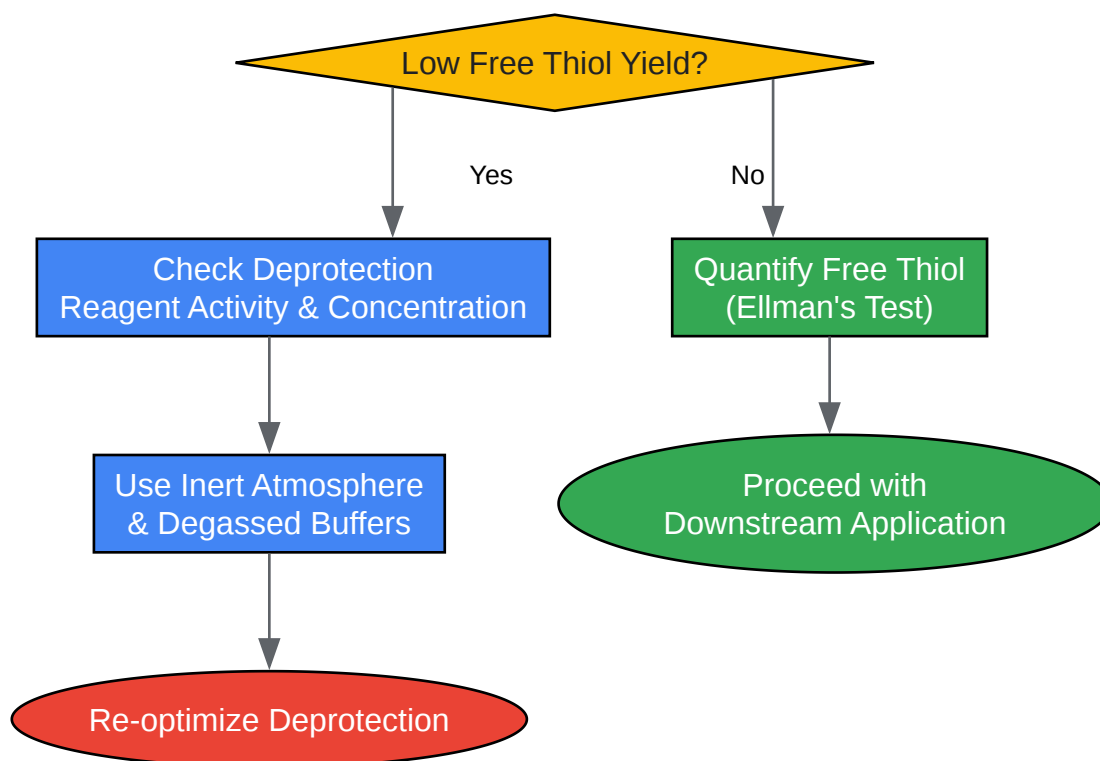 Low Free Thiol Yield?
Yes
No
Check Deprotection
Reagent Activity & Concentration
Quantify Free Thiol
(Ellman's Test)
Use Inert Atmosphere
& Degassed Buffers
Proceed with
Downstream Application
Re-optimize Deprotection